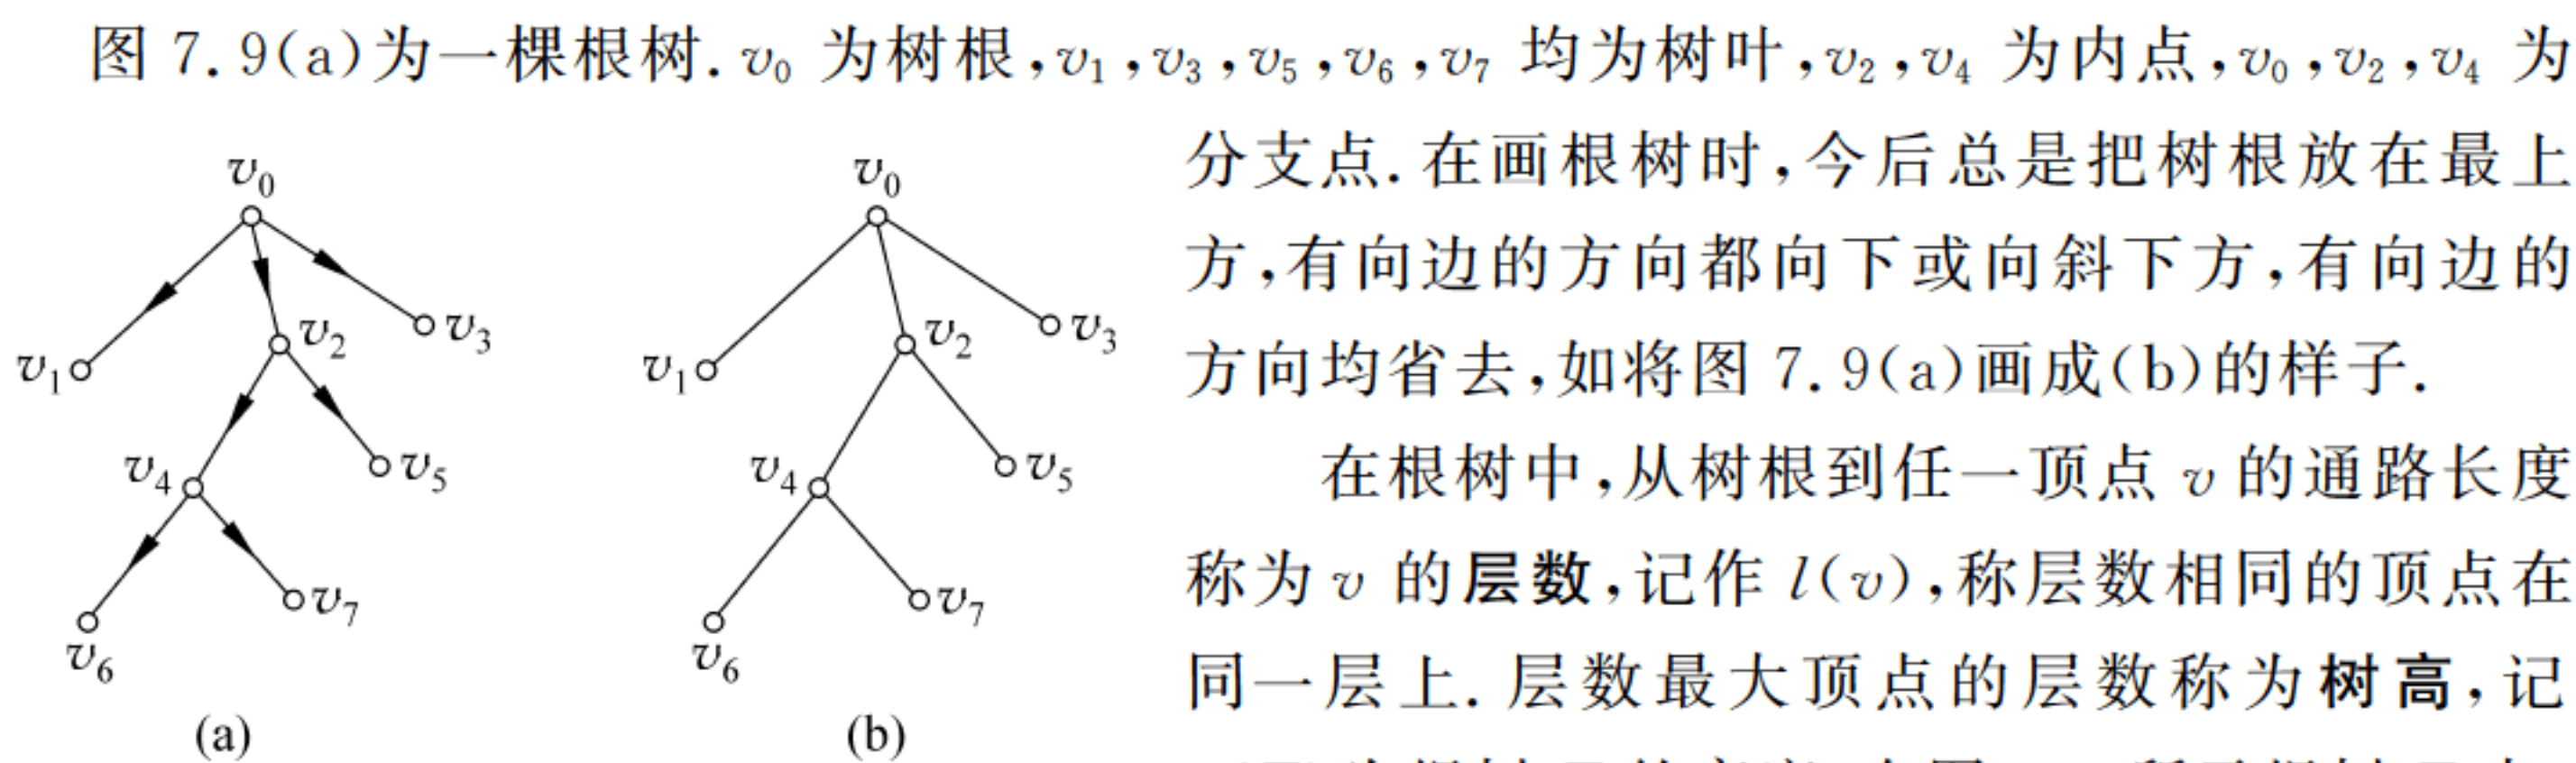 图 7.9(a)为一棵根树.v₀ 为树根,v₁,v₃,v₅,v₆,v₇ 均为树叶,v₂,v₄ 为内点,v₀,v₂,v₄ 为
分支点.在画根树时,今后总是把树根放在最上
方,有向边的方向都向下或向斜下方,有向边的
方向均省去,如将图 7.9(a)画成(b)的样子.
在根树中,从树根到任一顶点 v 的通路长度
称为 v 的层数,记作 l(v),称层数相同的顶点在
同一层上.层数最大顶点的层数称为树高,记
v₀
v₁
v₂
v₃
v₄
v₅
v₆
v₇
(a)
v₀
v₁
v₂
v₃
v₄
v₅
v₆
v₇
(b)